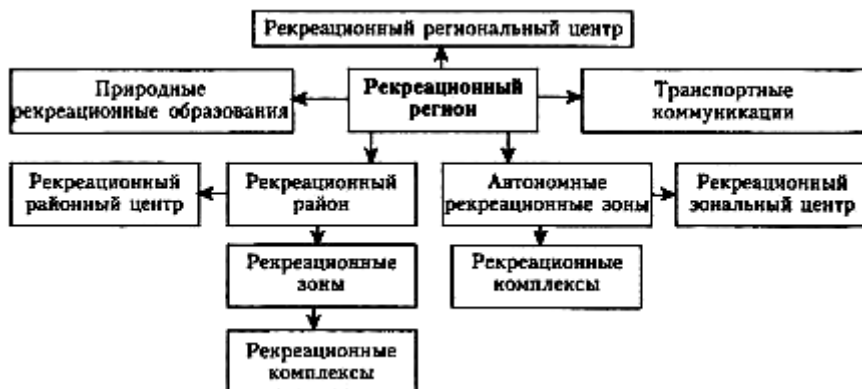 Рекреационный региональный центр
Природные
рекреационные образования
Рекреационный
регион
Транспортные
коммуникации
Рекреационный
районный центр
Рекреационный
район
Автономные
рекреационные зоны
Рекреационный
зональный центр
Рекреационные
зоны
Рекреационные
комплексы
Рекреационные
комплексы